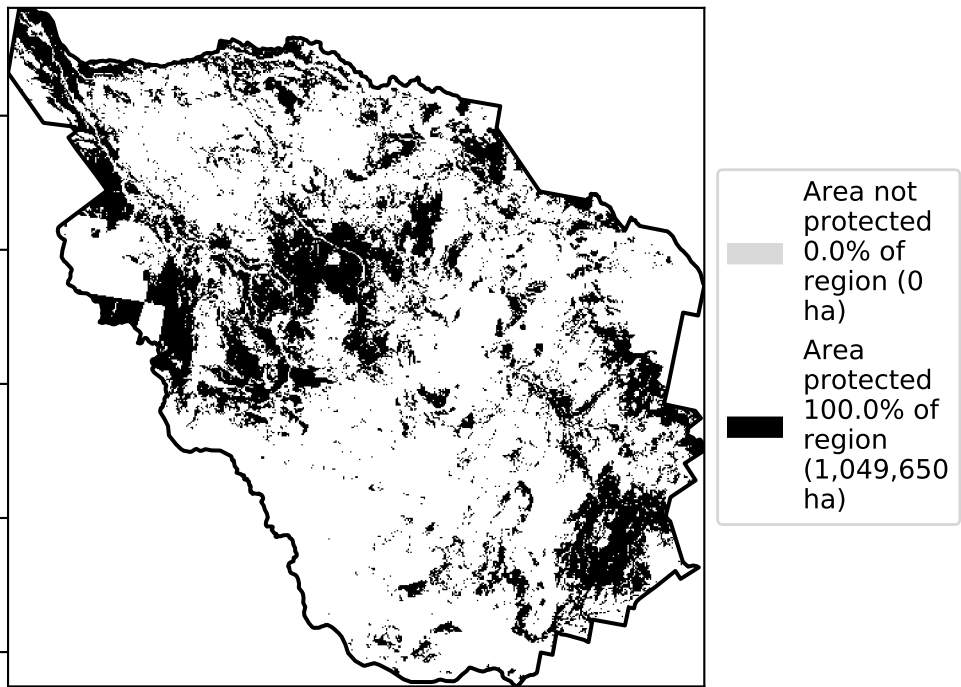 Area not
protected
0.0% of
region (0
ha)
Area
protected
100.0% of
region
(1,049,650
ha)